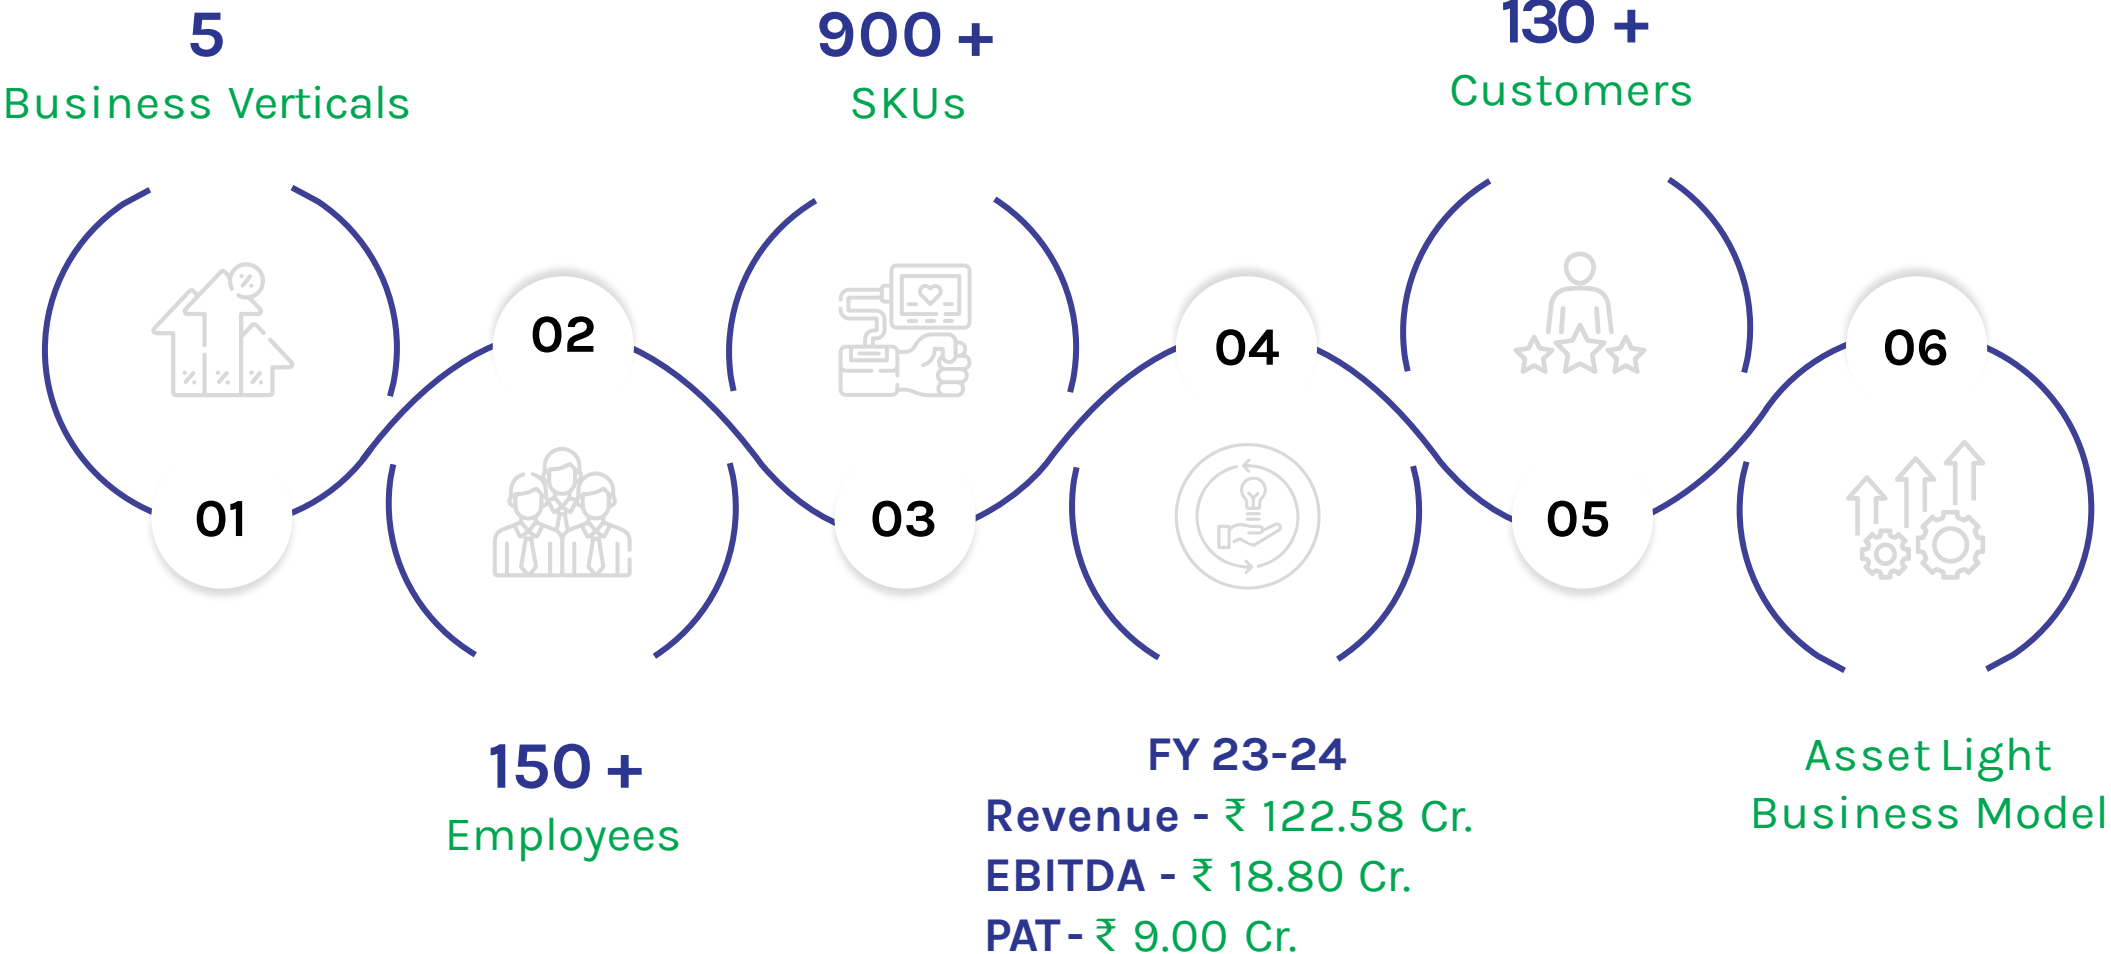 5
Business Verticals
01
02
150 +
Employees
900 +
SKUs
03
04
FY 23-24
Revenue - ₹ 122.58 Cr.
EBITDA - ₹ 18.80 Cr.
PAT - ₹ 9.00 Cr.
130 +
Customers
05
06
Asset Light
Business Model